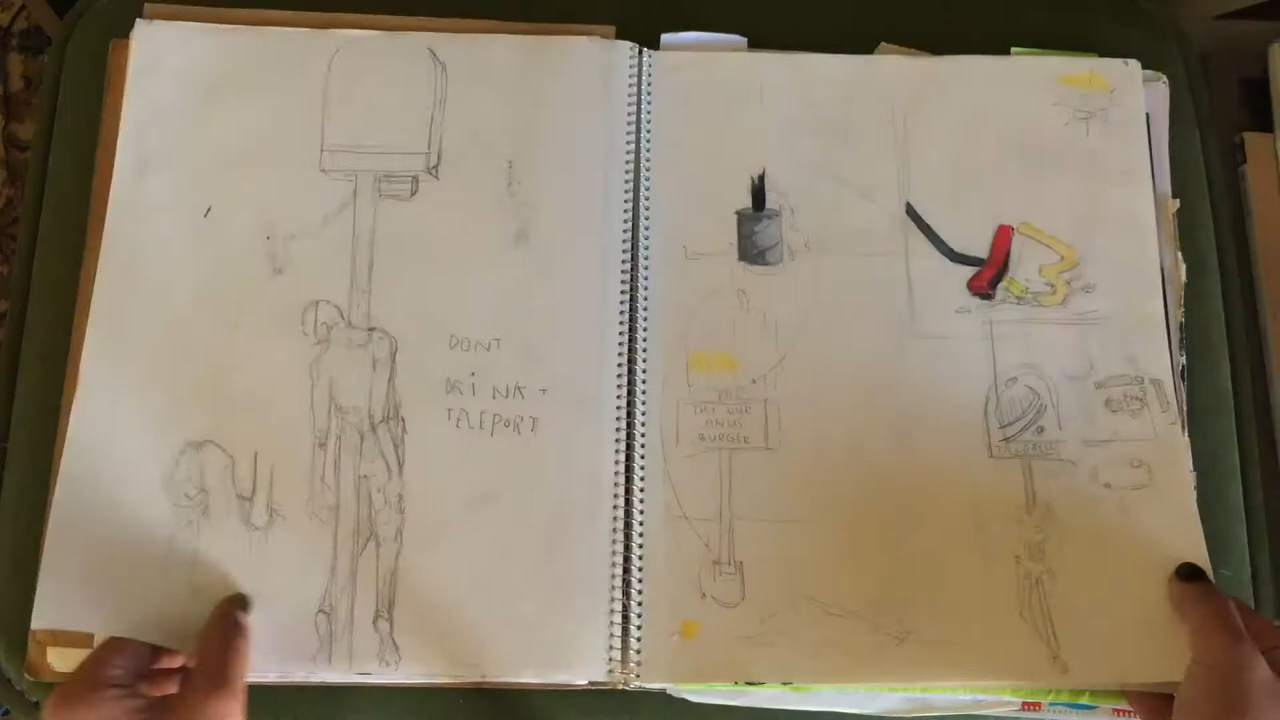 DONT
DRINK +
TELEPORT
TRY OUR
ANUS
BURGER